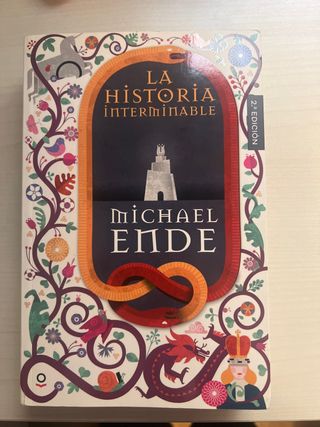 LA
HISTORIA
INTERMINABLE
2.ª EDICIÓN
MICHAEL
ENDE